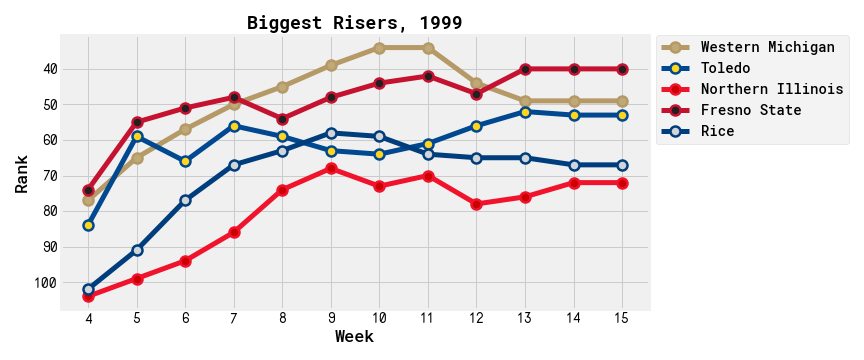 Biggest Risers, 1999
Western Michigan
Toledo
Northern Illinois
Fresno State
Rice
Rank
40
50
60
70
80
90
100
4 5 6 7 8 9 10 11 12 13 14 15
Week